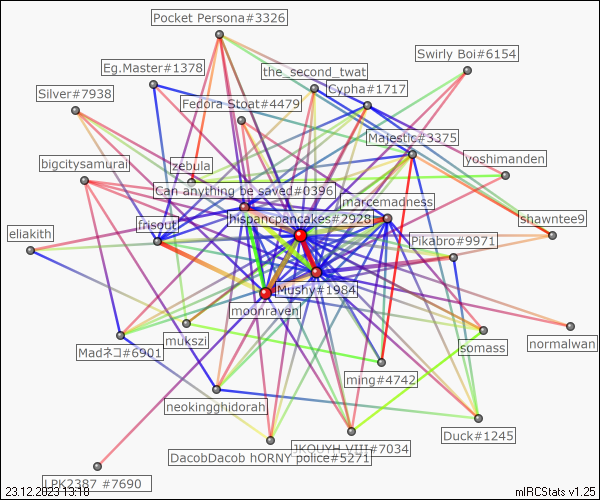 Pocket Persona#3326
Swirly Boi#6154
Eg.Master#1378
the_second_twat
Cypha#1717
Silver#7938
Fedora Stoat#4479
Majestic#3375
bigcitysamurai
zebula
yoshimanden
Can anything be saved#0396
marcemadness
hispancpancakes#2928
frisout
shawntee9
eliakith
Pikabro#9971
Mushy#1984
moonraven
mukszi
Madネコ#6901
normalwan
somass
ming#4742
neokingghidorah
Duck#1245
JKQUYH VIII#7034
DacobDacob hORNY police#5271
LPK2387 #7690
23.12.2023 13:18
mIRCStats v1.25